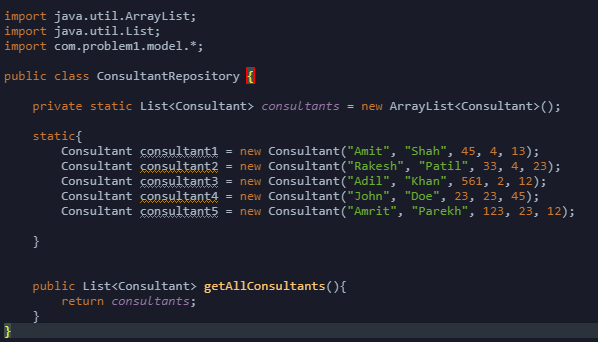 import java.util.ArrayList;
import java.util.List;
import com.problem1.model.*;
public class ConsultantRepository {
private static List<Consultant> consultants = new ArrayList<Consultant>();
static{
Consultant consultant1 = new Consultant("Amit", "Shah", 45, 4, 13);
Consultant consultant2 = new Consultant("Rakesh", "Patil", 33, 4, 23);
Consultant consultant3 = new Consultant("Adil", "Khan", 561, 2, 12);
Consultant consultant4 = new Consultant("John", "Doe", 23, 23, 45);
Consultant consultant5 = new Consultant("Amrit", "Parekh", 123, 23, 12);
}
public List<Consultant> getAllConsultants(){
return consultants;
}
}